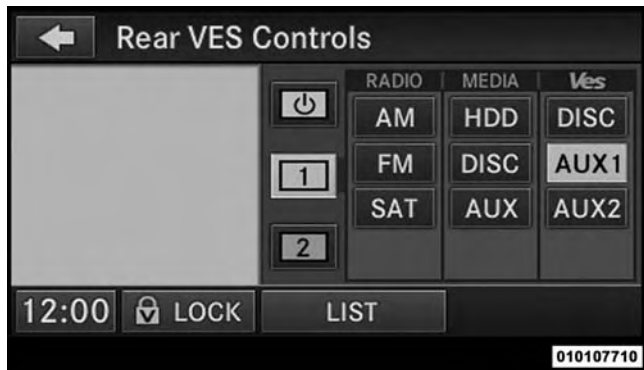 Rear VES Controls
RADIO MEDIA Ves
AM HDD DISC
1 FM DISC AUX1
SAT AUX AUX2
2
12:00 LOCK LIST
010107710